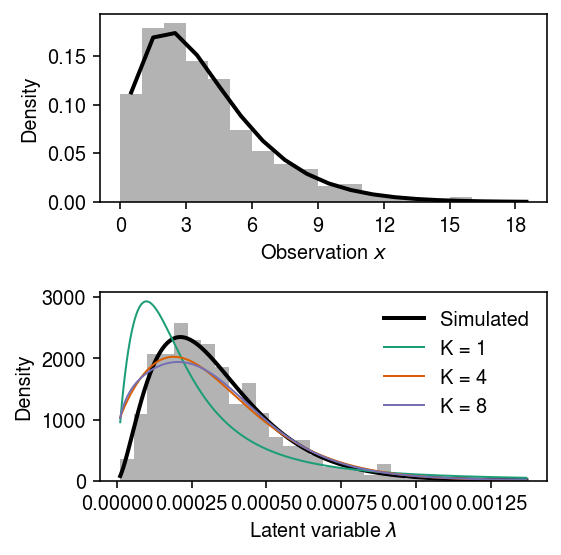 0.15
0.10
0.05
0.00
Density
0 3 6 9 12 15 18
Observation x
3000
2000
1000
0
Density
Simulated
K = 1
K = 4
K = 8
0.00000 0.00025 0.00050 0.00075 0.00100 0.00125
Latent variable λ